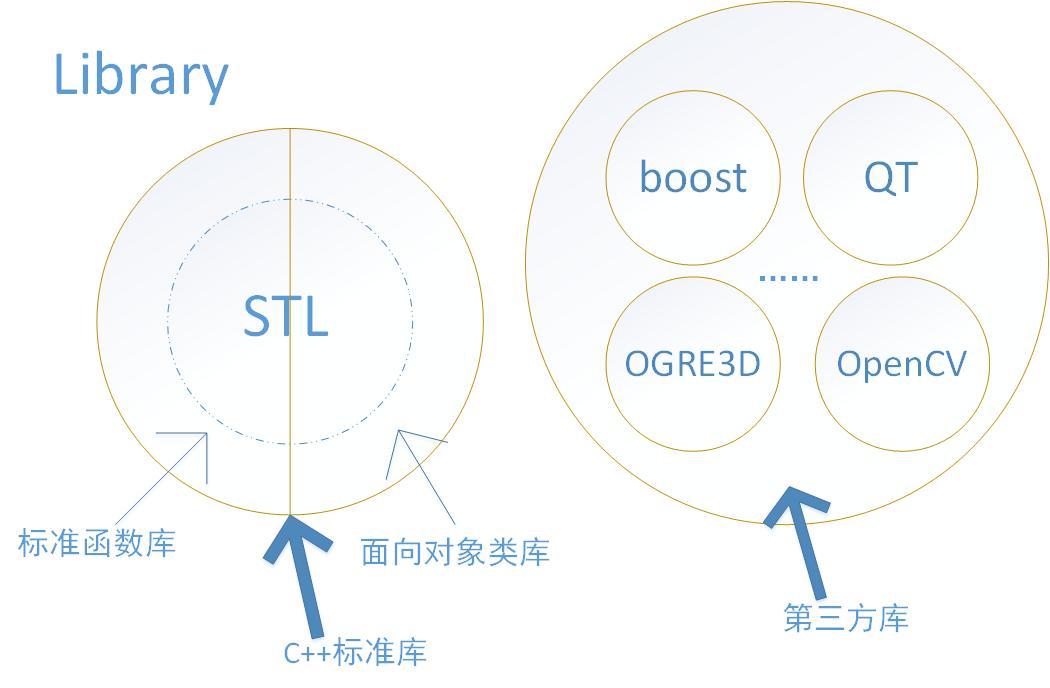 Library
STL
标准函数库
面向对象类库
C++标准库
boost
QT
......
OGRE3D
OpenCV
第三方库